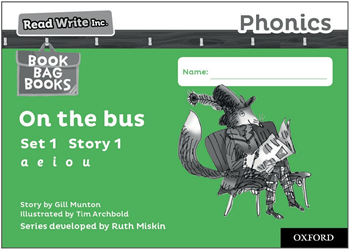 Read Write Inc.
Phonics
BOOK
BAG
BOOKS
Name:
On the bus
Set 1 Story 1
a e i o u
Story by Gill Munton
Illustrated by Tim Archbold
Series developed by Ruth Miskin
OXFORD